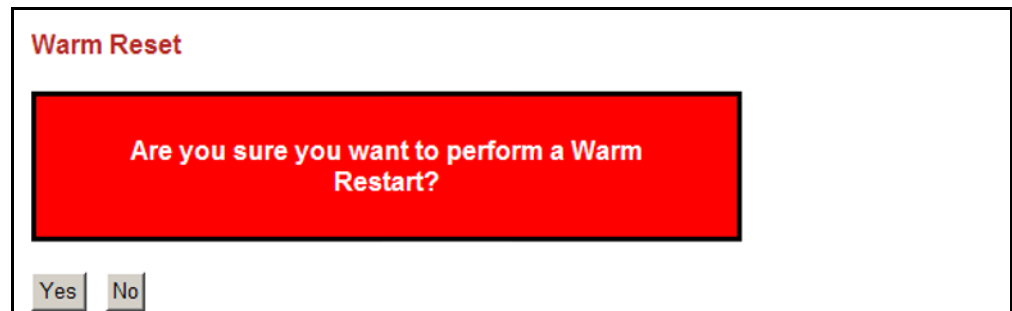 Warm Reset
Are you sure you want to perform a Warm
Restart?
Yes No